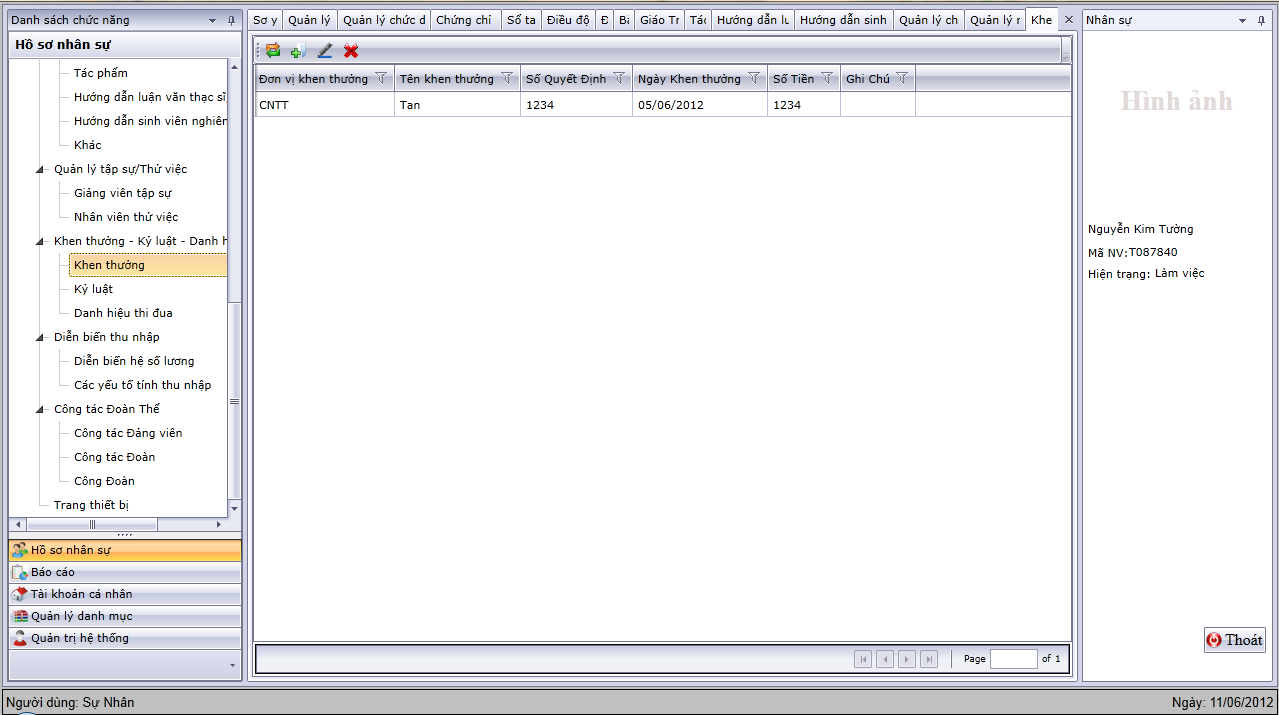 Danh sách chức năng
Hồ sơ nhân sự
Tác phẩm
Hướng dẫn luận văn thạc sĩ
Hướng dẫn sinh viên nghiên
Khác
Quản lý tập sự/Thử việc
Giảng viên tập sự
Nhân viên thử việc
Khen thưởng - Kỷ luật - Danh h
Khen thưởng
Kỷ luật
Danh hiệu thi đua
Diễn biến thu nhập
Diễn biến hệ số lương
Các yếu tố tính thu nhập
Công tác Đoàn Thể
Công tác Đảng viên
Công tác Đoàn
Công Đoàn
Trang thiết bị
Hồ sơ nhân sự
Báo cáo
Tài khoản cá nhân
Quản lý danh mục
Quản trị hệ thống
Sơ y Quản lý Quản lý chức d Chứng chỉ Sổ ta Điều độ Đ Bả Giáo Tr Tác Hướng dẫn lu Hướng dẫn sinh Quản lý ch Quản lý r Khe
Đơn vị khen thưởng Tên khen thưởng Số Quyết Định Ngày Khen thưởng Số Tiền Ghi Chú
CNTT Tan 1234 05/06/2012 1234
Page of 1
Nhân sự
Hình ảnh
Nguyễn Kim Tường
Mã NV:T087840
Hiện trạng: Làm việc
Thoát
Người dùng: Sự Nhân
Ngày: 11/06/2012